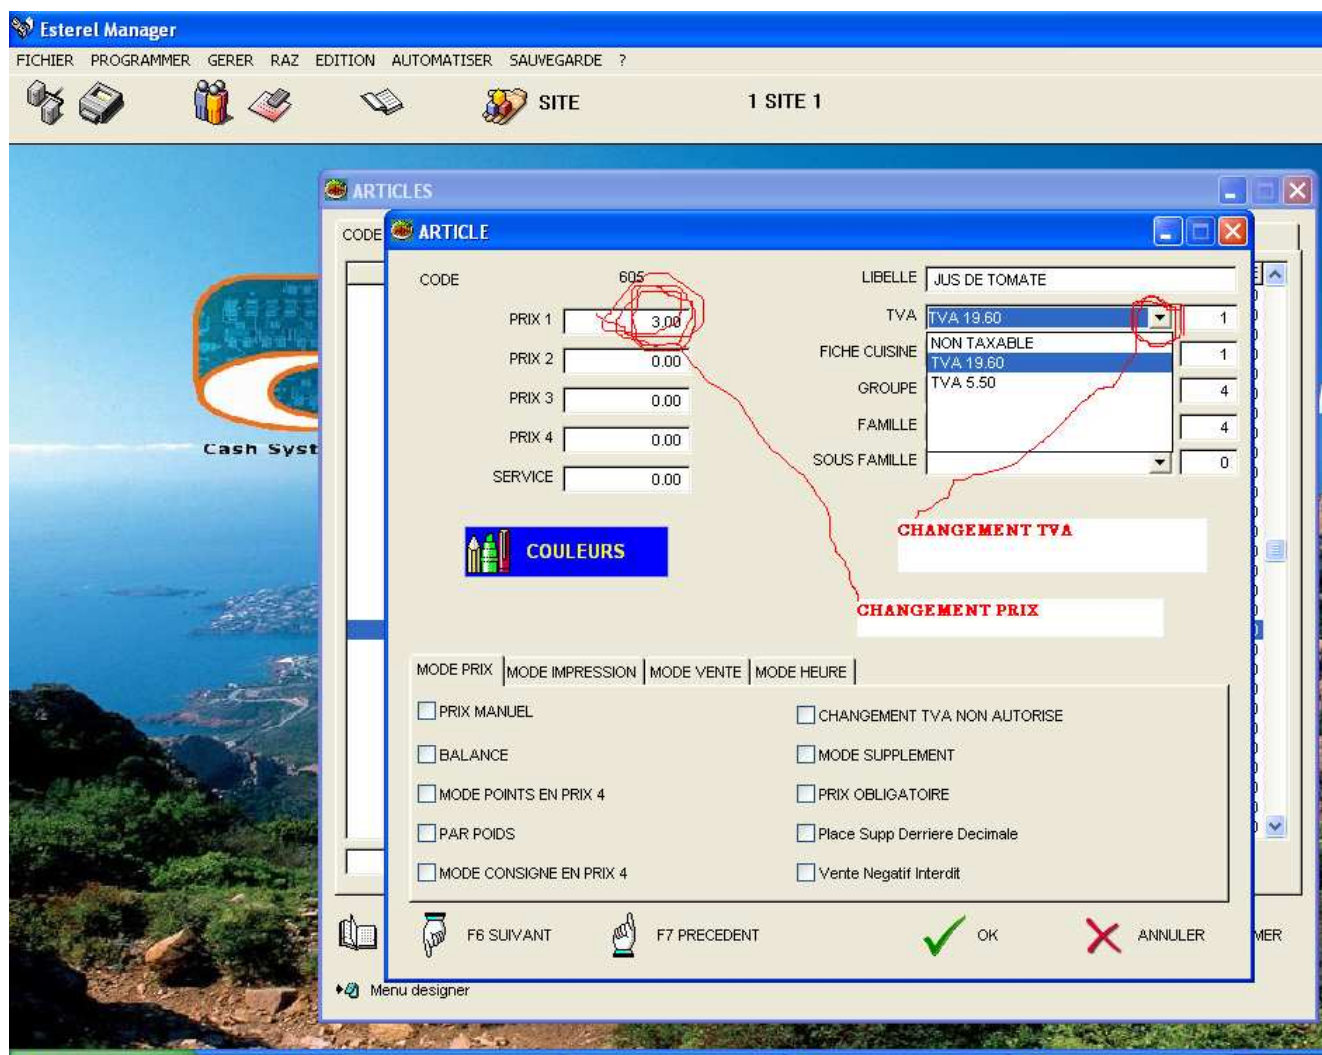 Esterel Manager
FICHIER PROGRAMMER GERER RAZ EDITION AUTOMATISER SAUVEGARDE ?
SITE 1 SITE 1
ARTICLES
CODE
ARTICLE
CODE 605 LIBELLE JUS DE TOMATE
PRIX 1 3.00 TVA TVA 19.60 1
NON TAXABLE
PRIX 2 0.00 FICHE CUISINE TVA 19.60 1
PRIX 3 0.00 GROUPE TVA 5.50 4
PRIX 4 0.00 FAMILLE 4
SERVICE 0.00 SOUS FAMILLE 0
Cash Syst
CHANGEMENT TVA
COULEURS
CHANGEMENT PRIX
MODE PRIX MODE IMPRESSION MODE VENTE MODE HEURE
PRIX MANUEL CHANGEMENT TVA NON AUTORISE
BALANCE MODE SUPPLEMENT
MODE POINTS EN PRIX 4 PRIX OBLIGATOIRE
PAR POIDS Place Supp Derriere Decimale
MODE CONSIGNE EN PRIX 4 Vente Negatif Interdit
F6 SUIVANT F7 PRECEDENT OK ANNULER MER
Menu designer